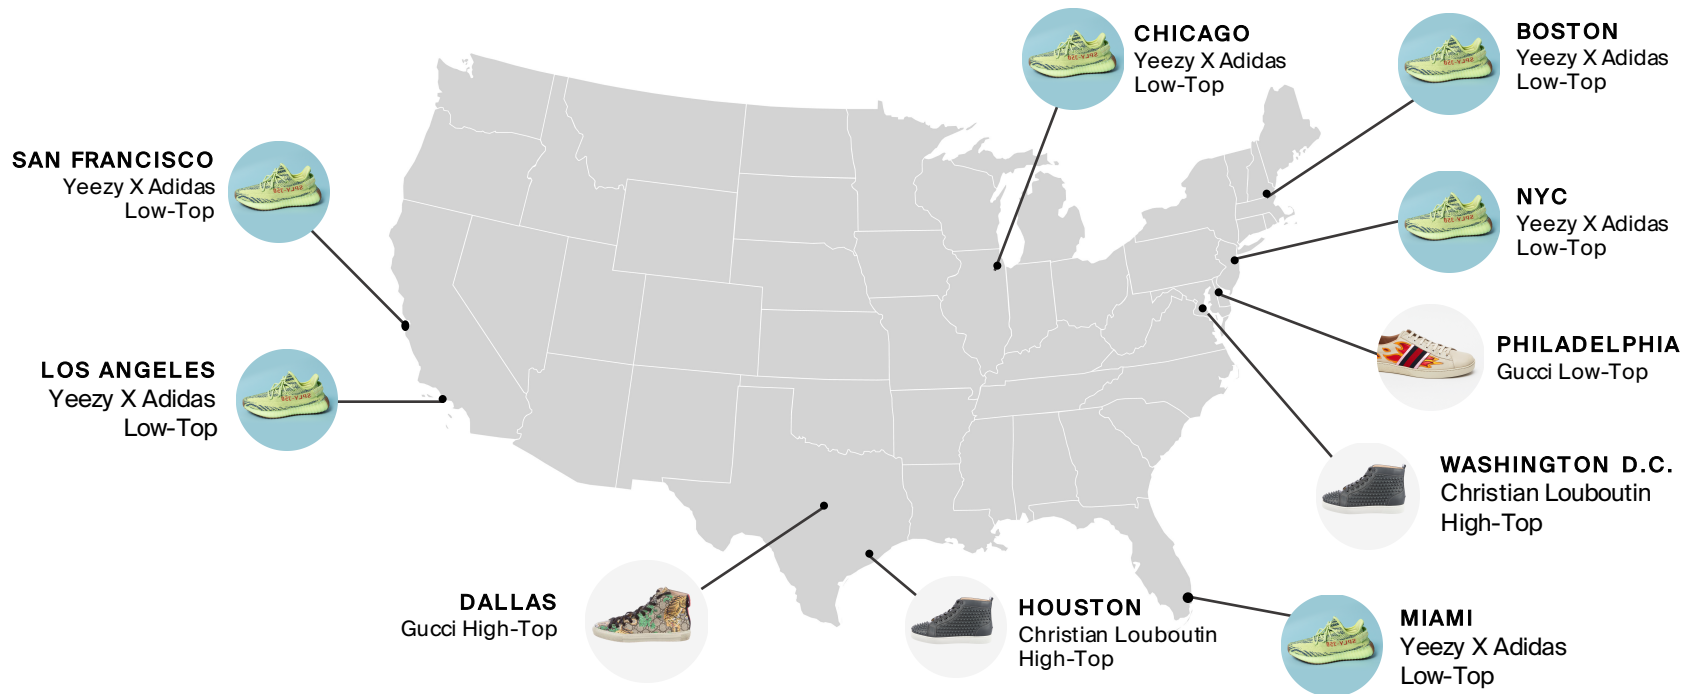 CHICAGO
Yeezy X Adidas
Low-Top
BOSTON
Yeezy X Adidas
Low-Top
SAN FRANCISCO
Yeezy X Adidas
Low-Top
NYC
Yeezy X Adidas
Low-Top
PHILADELPHIA
Gucci Low-Top
LOS ANGELES
Yeezy X Adidas
Low-Top
WASHINGTON D.C.
Christian Louboutin
High-Top
DALLAS
Gucci High-Top
HOUSTON
Christian Louboutin
High-Top
MIAMI
Yeezy X Adidas
Low-Top